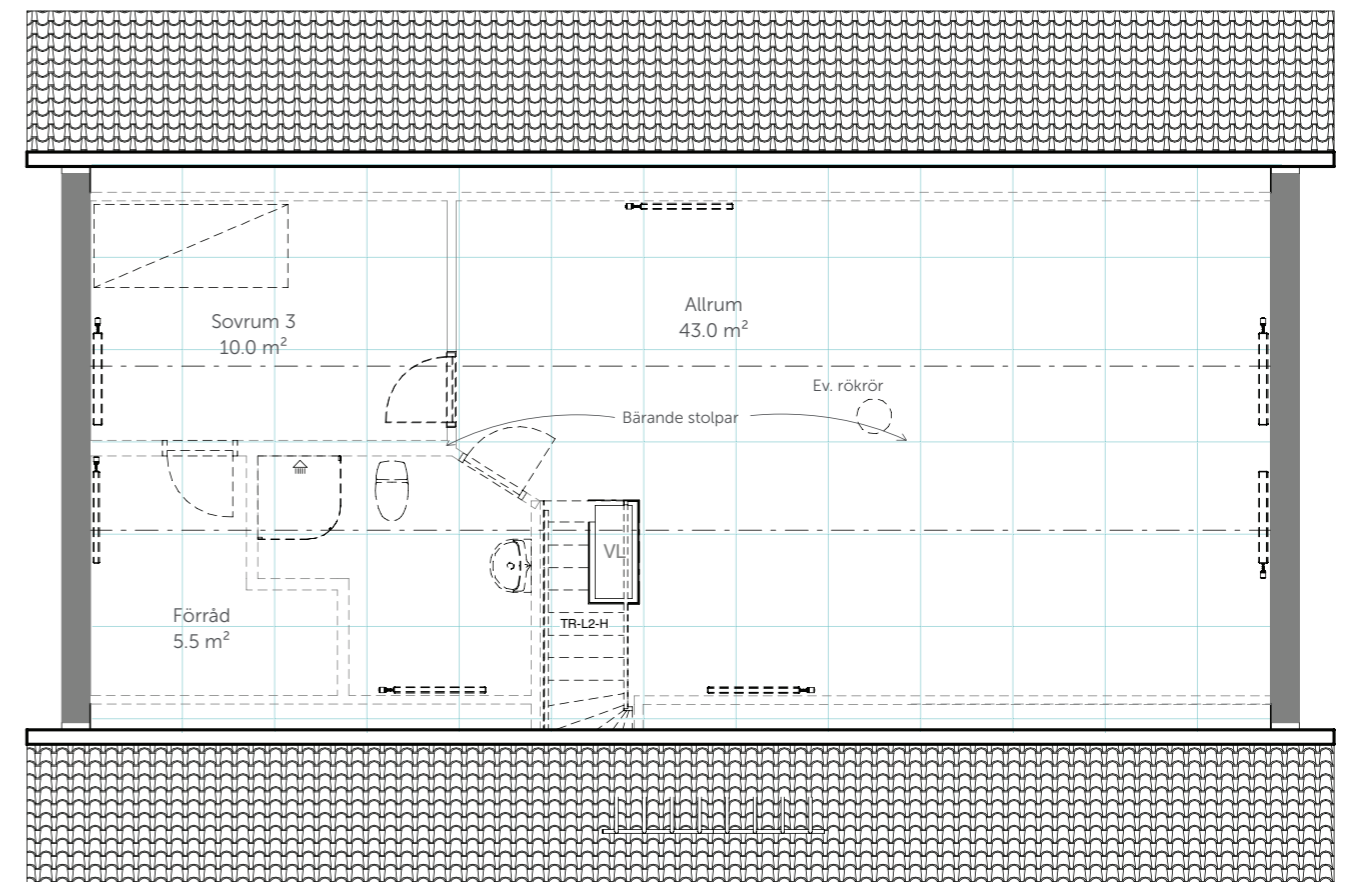 Allrum
43.0 m²
Sovrum 3
10.0 m²
Ev. rökrör
Bärande stolpar
VL
Förråd
5.5 m²
TR-L2-H